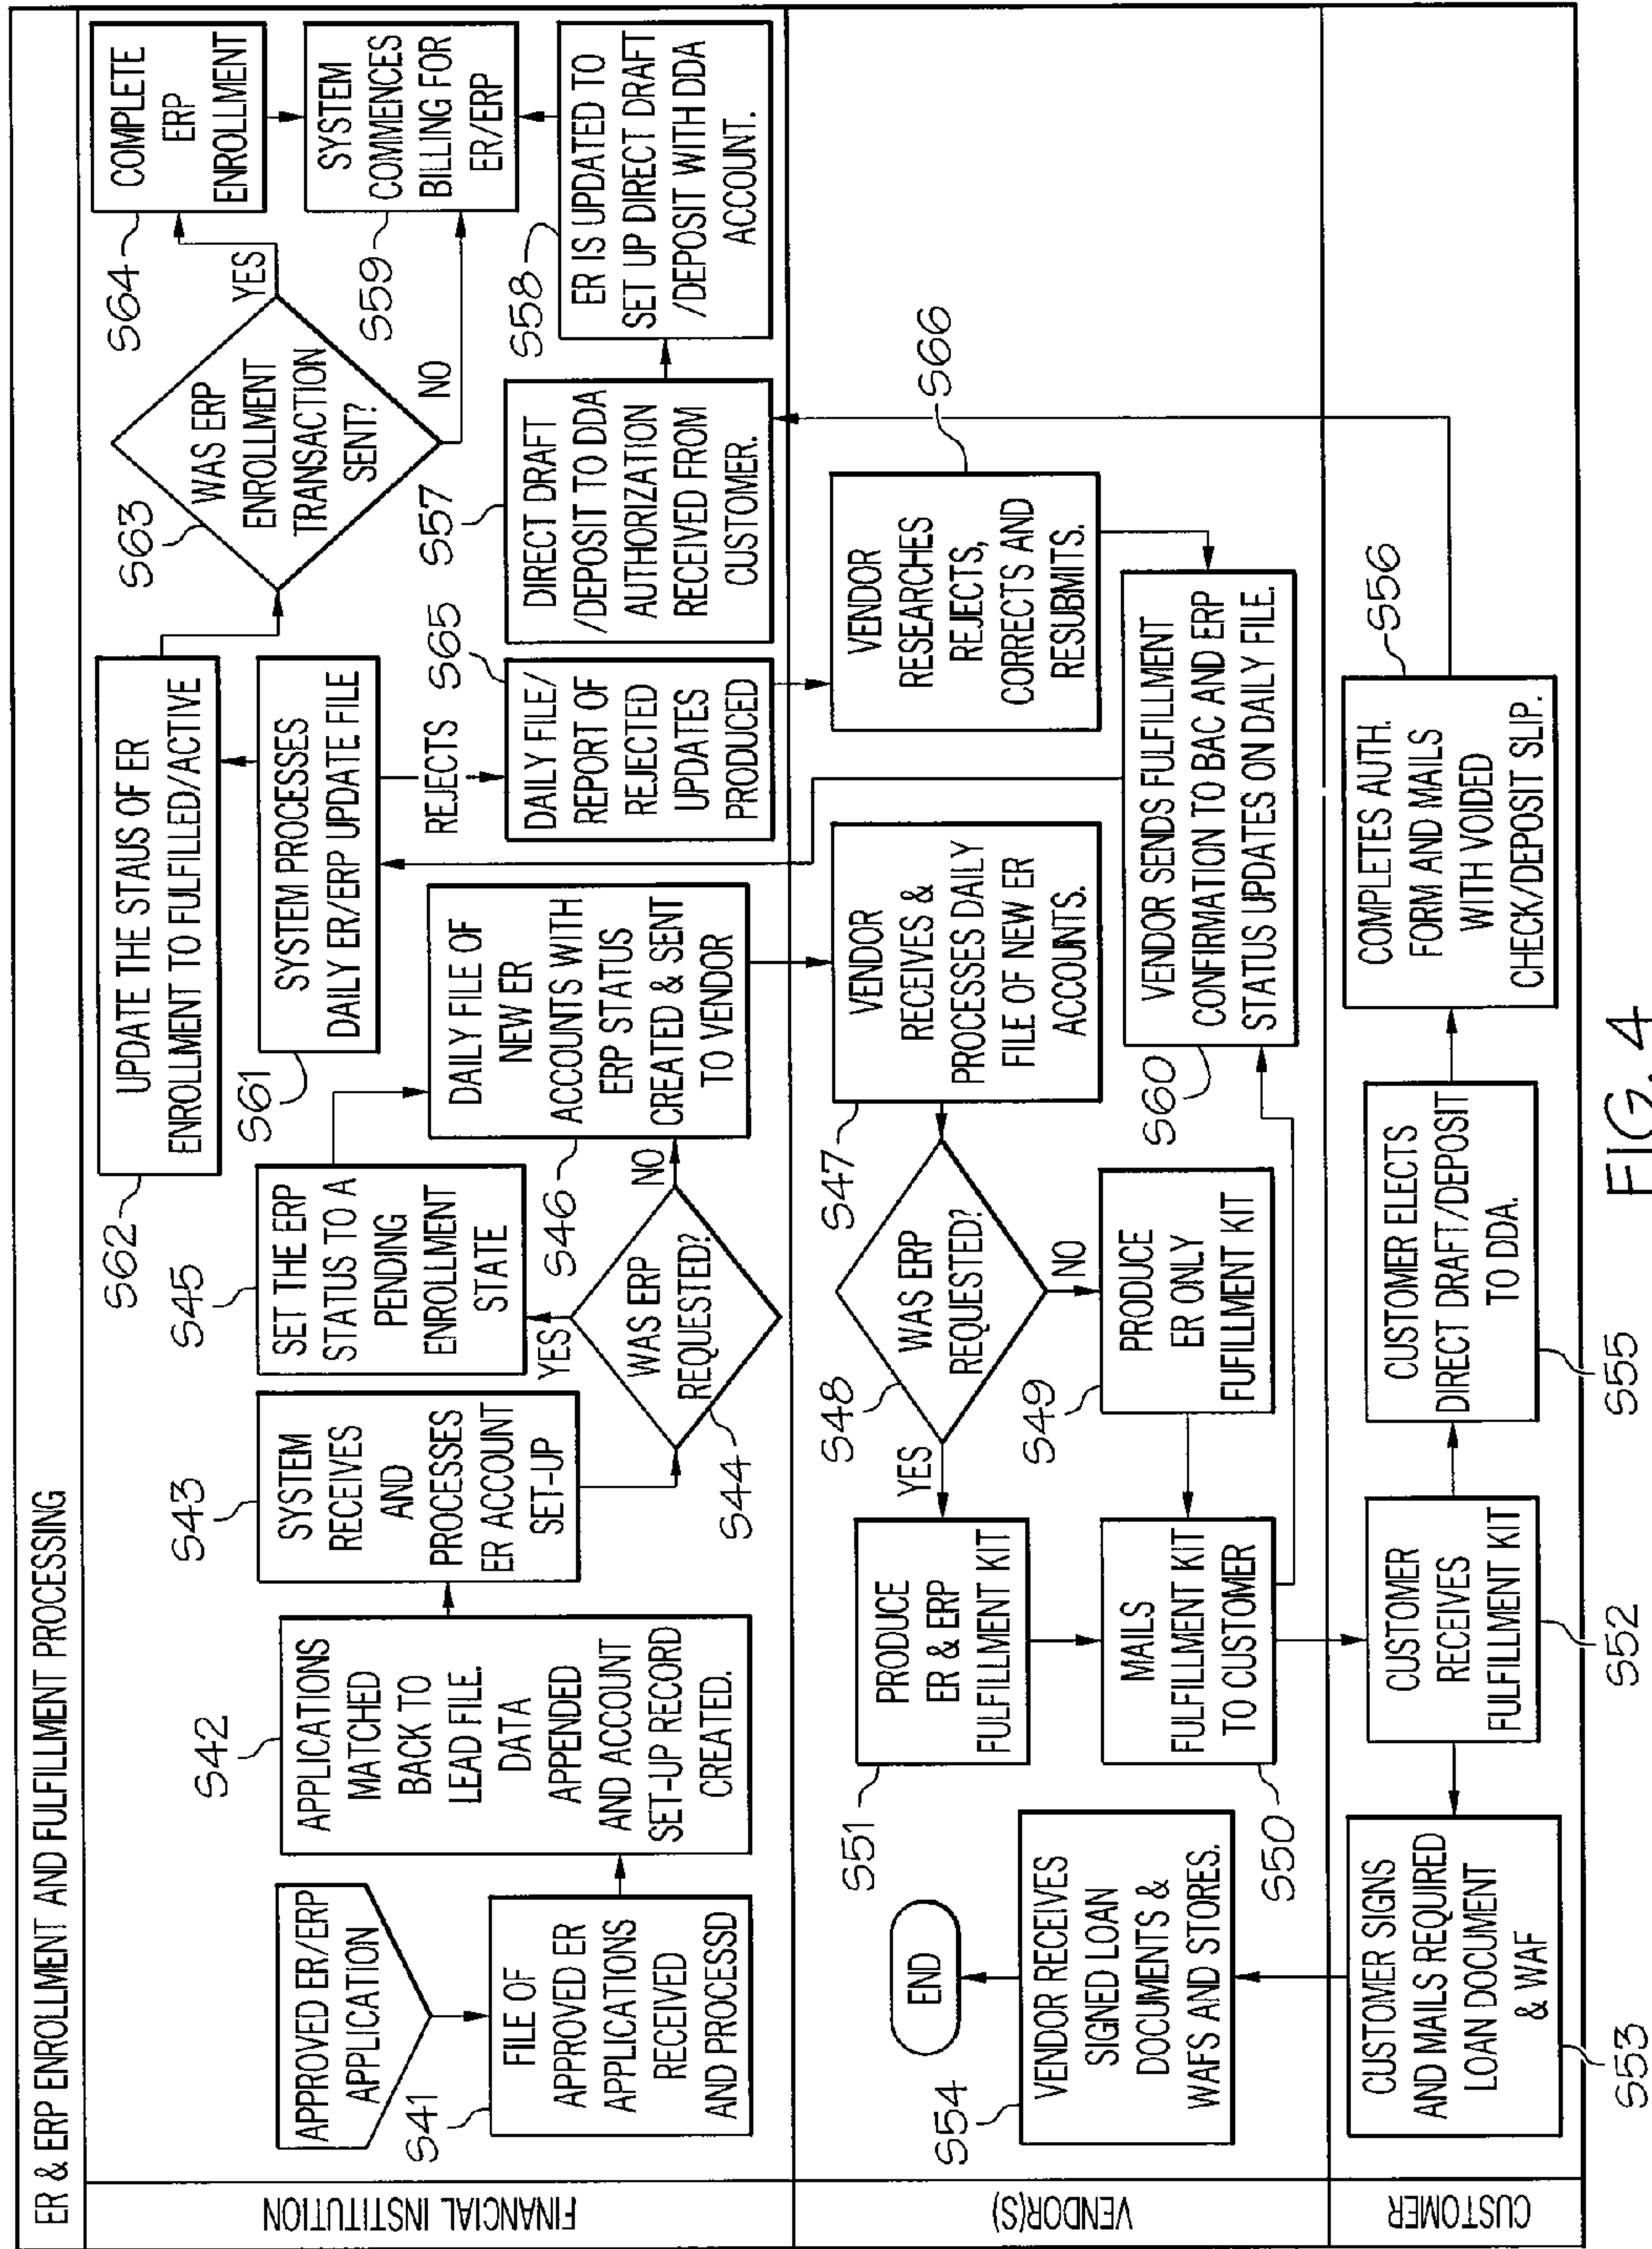 ER & ERP ENROLLMENT AND FULFILLMENT PROCESSING
FINANCIAL INSTITUTION
APPROVED ER/ERP
APPLICATION
S41
FILE OF
APPROVED ER
APPLICATIONS
RECEIVED
AND PROCESSD
S42
APPLICATIONS
MATCHED
BACK TO
LEAD FILE.
DATA
APPENDED
AND ACCOUNT
SET-UP RECORD
CREATED.
S43
SYSTEM
RECEIVES
AND
PROCESSES
ER ACCOUNT
SET-UP
S44
WAS ERP
REQUESTED?
YES
NO
S45
SET THE ERP
STATUS TO A
PENDING
ENROLLMENT
STATE
S46
DAILY FILE OF
NEW ER
ACCOUNTS WITH
ERP STATUS
CREATED & SENT
TO VENDOR
S62
UPDATE THE STAUS OF ER
ENROLLMENT TO FULFILLED/ACTIVE
S61
SYSTEM PROCESSES
DAILY ER/ERP UPDATE FILE
REJECTS
S65
DAILY FILE/
REPORT OF
REJECTED
UPDATES
PRODUCED
S63
WAS ERP
ENROLLMENT
TRANSACTION
SENT?
YES
NO
S64
COMPLETE
ERP
ENROLLMENT
S59
SYSTEM
COMMENCES
BILLING FOR
ER/ERP
S57
DIRECT DRAFT
/DEPOSIT TO DDA
AUTHORIZATION
RECEIVED FROM
CUSTOMER.
S58
ER IS UPDATED TO
SET UP DIRECT DRAFT
/DEPOSIT WITH DDA
ACCOUNT.
VENDOR(S)
END
S54
VENDOR RECEIVES
SIGNED LOAN
DOCUMENTS &
WAFS AND STORES.
S51
PRODUCE
ER & ERP
FULFILLMENT KIT
S50
MAILS
FULFILLMENT KIT
TO CUSTOMER
S48
WAS ERP
REQUESTED?
YES
NO
S49
PRODUCE
ER ONLY
FUFILLMENT KIT
S47
VENDOR
RECEIVES &
PROCESSES DAILY
FILE OF NEW ER
ACCOUNTS.
S60
VENDOR SENDS FULFILLMENT
CONFIRMATION TO BAC AND ERP
STATUS UPDATES ON DAILY FILE.
S66
VENDOR
RESEARCHES
REJECTS,
CORRECTS AND
RESUBMITS.
CUSTOMER
CUSTOMER SIGNS
AND MAILS REQUIRED
LOAN DOCUMENT
& WAF
S53
CUSTOMER
RECEIVES
FULFILLMENT KIT
S52
CUSTOMER ELECTS
DIRECT DRAFT/DEPOSIT
TO DDA.
S55
COMPLETES AUTH.
FORM AND MAILS
WITH VOIDED
CHECK/DEPOSIT SLIP.
S56
FIG. 4